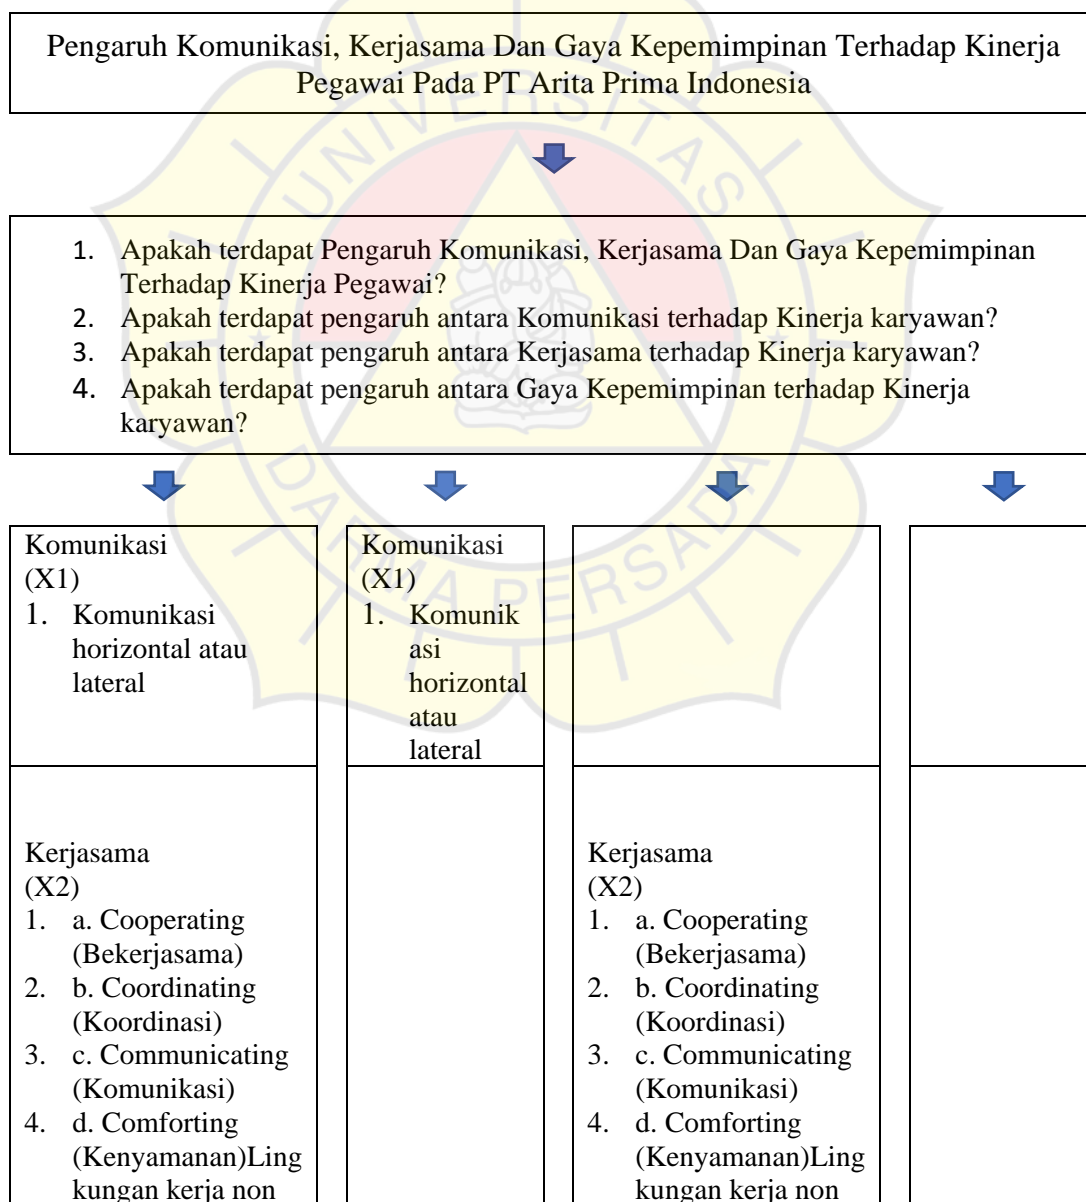 Pengaruh Komunikasi, Kerjasama Dan Gaya Kepemimpinan Terhadap Kinerja
Pegawai Pada PT Arita Prima Indonesia
UNIVERSITAS
1. Apakah terdapat Pengaruh Komunikasi, Kerjasama Dan Gaya Kepemimpinan
Terhadap Kinerja Pegawai?
2. Apakah terdapat pengaruh antara Komunikasi terhadap Kinerja karyawan?
3. Apakah terdapat pengaruh antara Kerjasama terhadap Kinerja karyawan?
4. Apakah terdapat pengaruh antara Gaya Kepemimpinan terhadap Kinerja
karyawan?
DARMA PERSADA
Komunikasi
(X1)
1. Komunikasi
horizontal atau
lateral
Komunikasi
(X1)
1. Komunik
asi
horizontal
atau
lateral
Kerjasama
(X2)
1. a. Cooperating
(Bekerjasama)
2. b. Coordinating
(Koordinasi)
3. c. Communicating
(Komunikasi)
4. d. Comforting
(Kenyamanan)Ling
kungan kerja non
Kerjasama
(X2)
1. a. Cooperating
(Bekerjasama)
2. b. Coordinating
(Koordinasi)
3. c. Communicating
(Komunikasi)
4. d. Comforting
(Kenyamanan)Ling
kungan kerja non